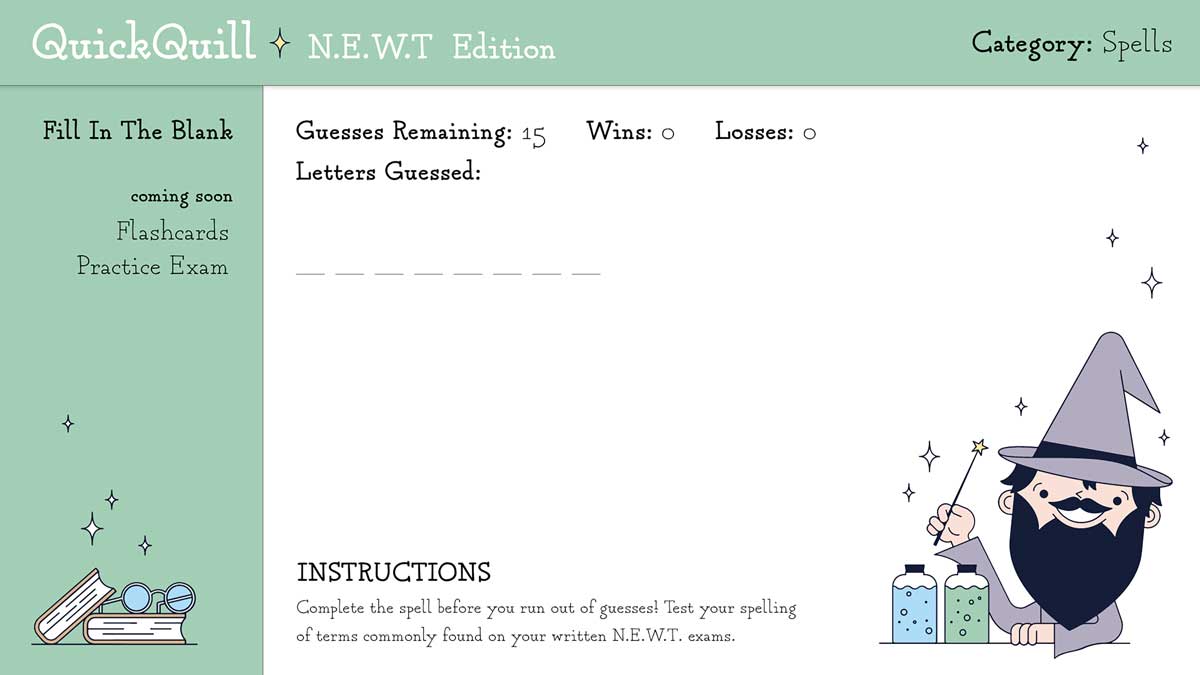 QuickQuill N.E.W.T Edition
Category: Spells
Fill In The Blank
coming soon
Flashcards
Practice Exam
Guesses Remaining: 15 Wins: 0 Losses: 0
Letters Guessed:
_ _ _ _ _ _ _ _
INSTRUCTIONS
Complete the spell before you run out of guesses! Test your spelling
of terms commonly found on your written N.E.W.T. exams.